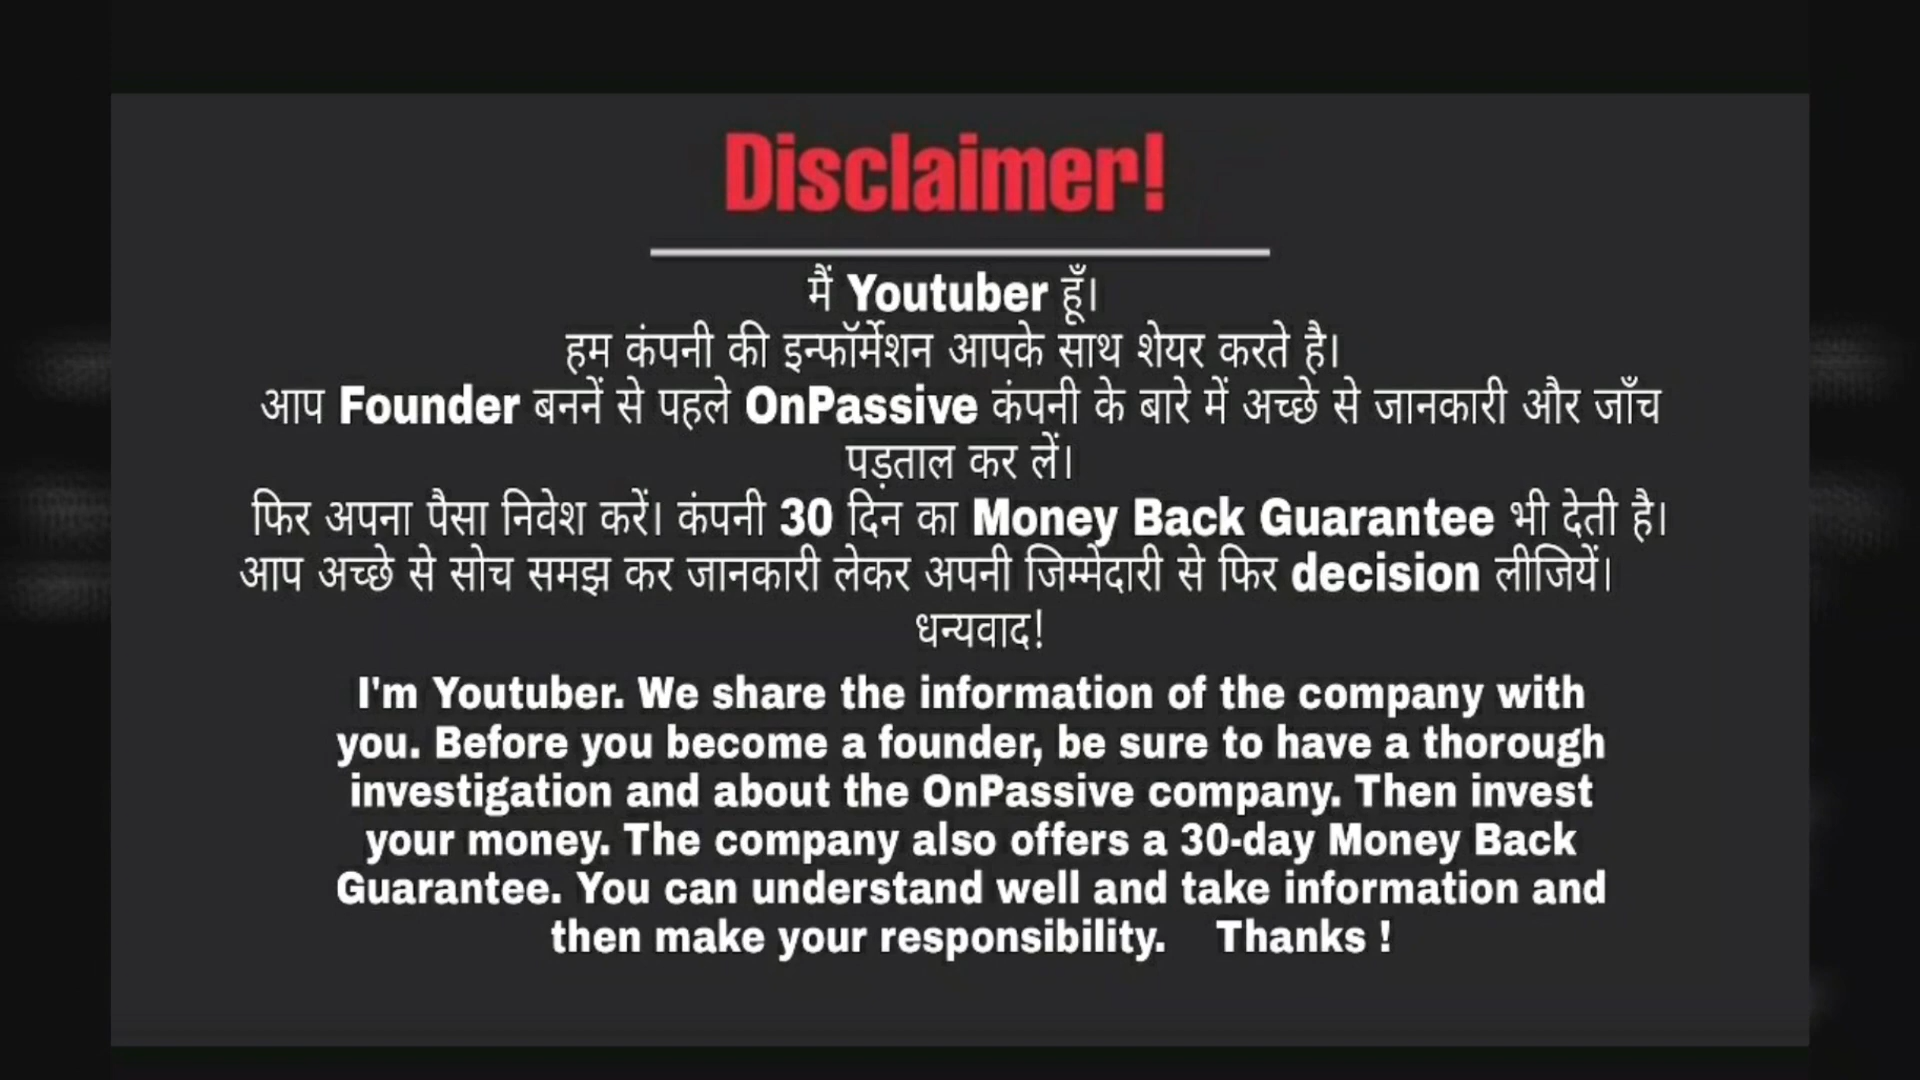 Disclaimer!
मैं Youtuber हूँ।
हम कंपनी की इन्फॉर्मेशन आपके साथ शेयर करते है।
आप Founder बननें से पहले OnPassive कंपनी के बारे में अच्छे से जानकारी और जाँच
पड़ताल कर लें।
फिर अपना पैसा निवेश करें। कंपनी 30 दिन का Money Back Guarantee भी देती है।
आप अच्छे से सोच समझ कर जानकारी लेकर अपनी जिम्मेदारी से फिर decision लीजियें।
धन्यवाद!
I'm Youtuber. We share the information of the company with
you. Before you become a founder, be sure to have a thorough
investigation and about the OnPassive company. Then invest
your money. The company also offers a 30-day Money Back
Guarantee. You can understand well and take information and
then make your responsibility. Thanks !